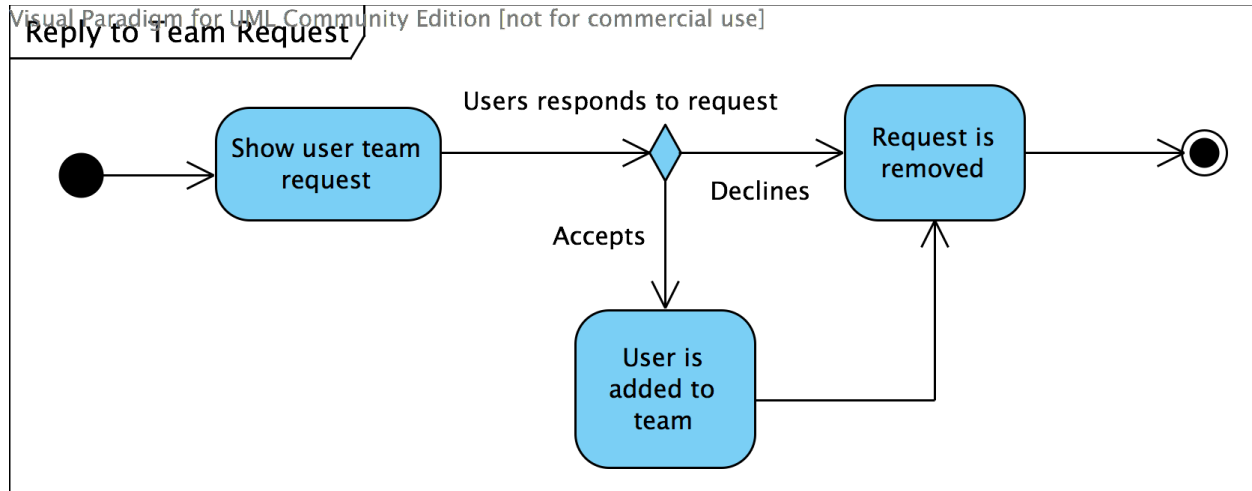 Visual Paradigm for UML Community Edition [not for commercial use]
Reply to Team Request
Users responds to request
Show user team
request
Request is
removed
Declines
Accepts
User is
added to
team